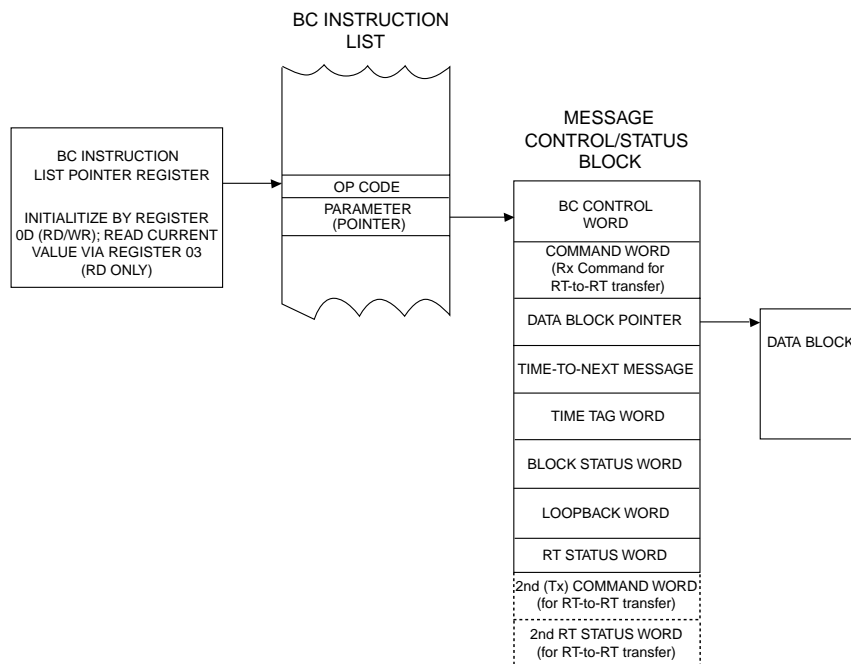 BC INSTRUCTION
LIST
BC INSTRUCTION
LIST POINTER REGISTER
INITIALITIZE BY REGISTER
0D (RD/WR); READ CURRENT
VALUE VIA REGISTER 03
(RD ONLY)
OP CODE
PARAMETER
(POINTER)
MESSAGE
CONTROL/STATUS
BLOCK
BC CONTROL
WORD
COMMAND WORD
(Rx Command for
RT-to-RT transfer)
DATA BLOCK POINTER
TIME-TO-NEXT MESSAGE
TIME TAG WORD
BLOCK STATUS WORD
LOOPBACK WORD
RT STATUS WORD
2nd (Tx) COMMAND WORD
(for RT-to-RT transfer)
2nd RT STATUS WORD
(for RT-to-RT transfer)
DATA BLOCK